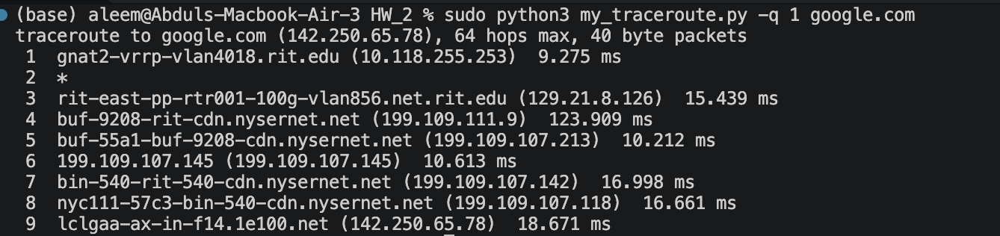 (base) aleem@Abduls-Macbook-Air-3 HW_2 % sudo python3 my_traceroute.py -q 1 google.com
traceroute to google.com (142.250.65.78), 64 hops max, 40 byte packets
 1  gnat2-vrrp-vlan4018.rit.edu (10.118.255.253)  9.275 ms
 2  *
 3  rit-east-pp-rtr001-100g-vlan856.net.rit.edu (129.21.8.126)  15.439 ms
 4  buf-9208-rit-cdn.nysernet.net (199.109.111.9)  123.909 ms
 5  buf-55a1-buf-9208-cdn.nysernet.net (199.109.107.213)  10.212 ms
 6  199.109.107.145 (199.109.107.145)  10.613 ms
 7  bin-540-rit-540-cdn.nysernet.net (199.109.107.142)  16.998 ms
 8  nyc111-57c3-bin-540-cdn.nysernet.net (199.109.107.118)  16.661 ms
 9  lclgaa-ax-in-f14.1e100.net (142.250.65.78)  18.671 ms